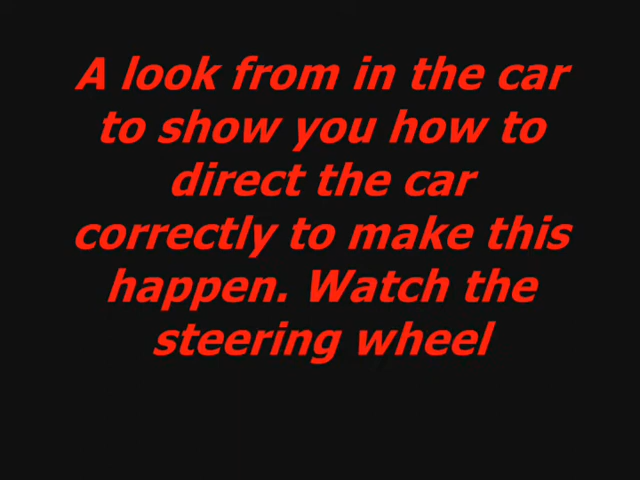 A look from in the car
to show you how to
direct the car
correctly to make this
happen. Watch the
steering wheel